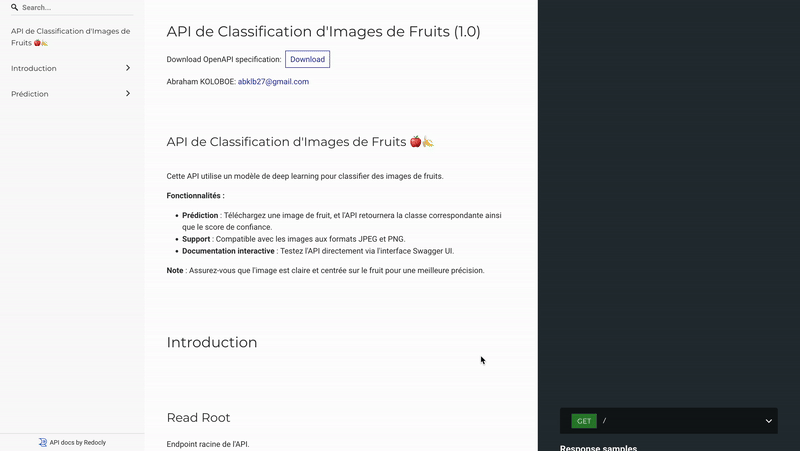 Search...
API de Classification d'Images de
Fruits 🍎🍌
Introduction
Prédiction
API docs by Redocly
API de Classification d'Images de Fruits (1.0)
Download OpenAPI specification: Download
Abraham KOLOBOE: abklb27@gmail.com
API de Classification d'Images de Fruits 🍎🍌
Cette API utilise un modèle de deep learning pour classifier des images de fruits.
Fonctionnalités :
• Prédiction : Téléchargez une image de fruit, et l'API retournera la classe correspondante ainsi
que le score de confiance.
• Support : Compatible avec les images aux formats JPEG et PNG.
• Documentation interactive : Testez l'API directement via l'interface Swagger UI.
Note : Assurez-vous que l'image est claire et centrée sur le fruit pour une meilleure précision.
Introduction
Read Root
Endpoint racine de l'API.
GET /
Response samples